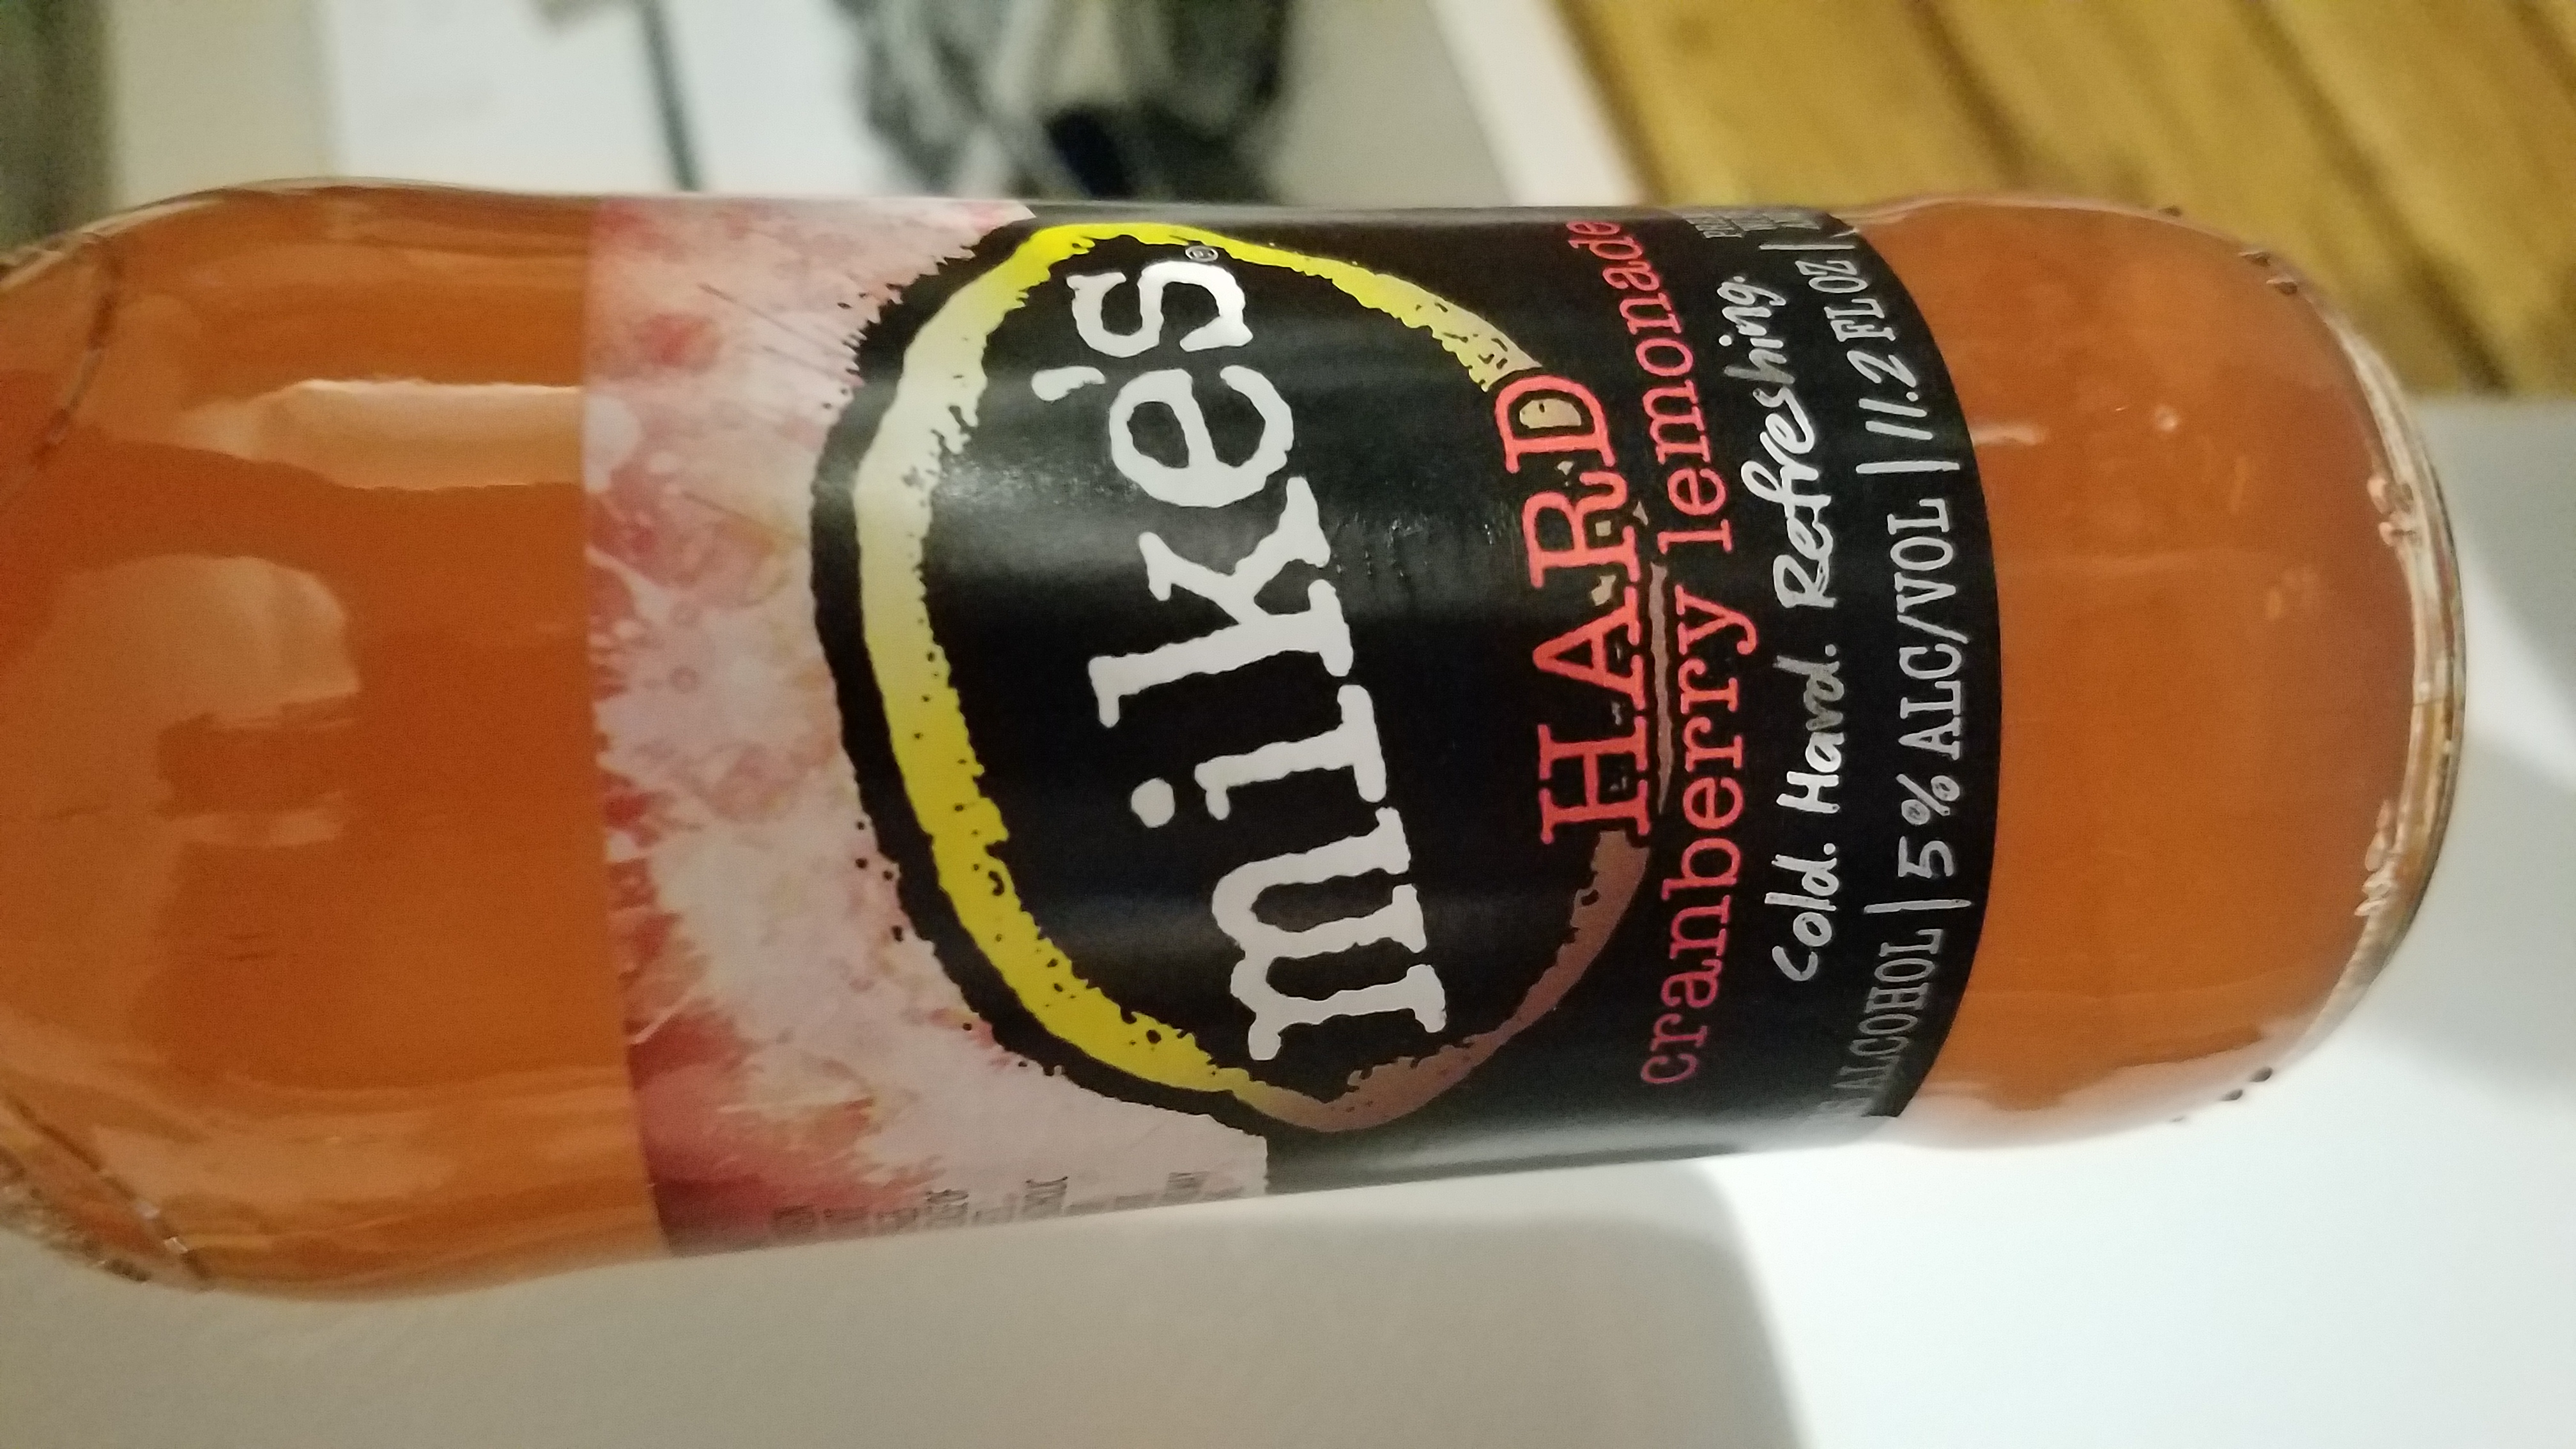 mike's®
HARD
cranberry lemonade
Cold. Hard. Refreshing.
ALCOHOL | 5% ALC/VOL | 11.2 FL OZ |